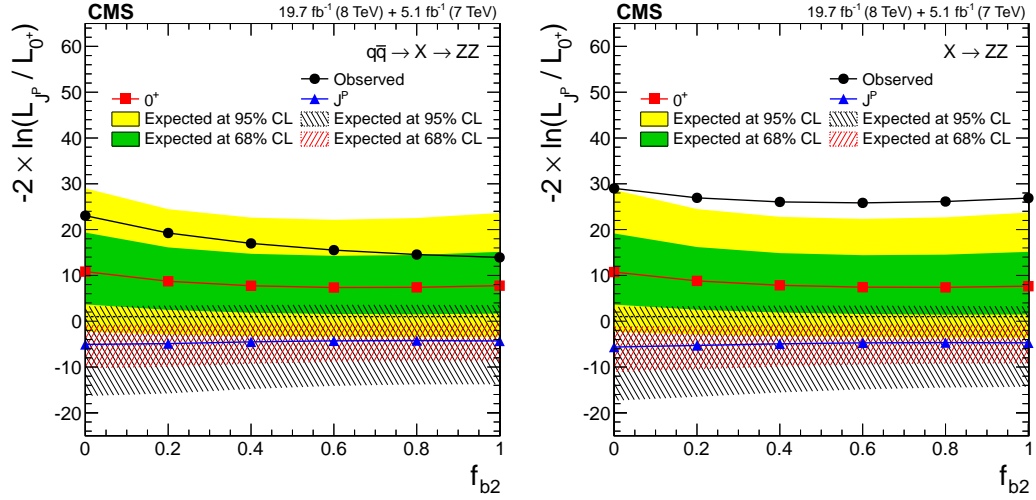 CMS 19.7 fb⁻¹ (8 TeV) + 5.1 fb⁻¹ (7 TeV)
qq̅ → X → ZZ
Observed
0⁺ Jᴾ
Expected at 95% CL Expected at 95% CL
Expected at 68% CL Expected at 68% CL
-2 × ln(L_Jᴾ / L_0⁺)
60
50
40
30
20
10
0
-10
-20
0 0.2 0.4 0.6 0.8 1
f_b2
CMS 19.7 fb⁻¹ (8 TeV) + 5.1 fb⁻¹ (7 TeV)
X → ZZ
Observed
0⁺ Jᴾ
Expected at 95% CL Expected at 95% CL
Expected at 68% CL Expected at 68% CL
-2 × ln(L_Jᴾ / L_0⁺)
60
50
40
30
20
10
0
-10
-20
0 0.2 0.4 0.6 0.8 1
f_b2